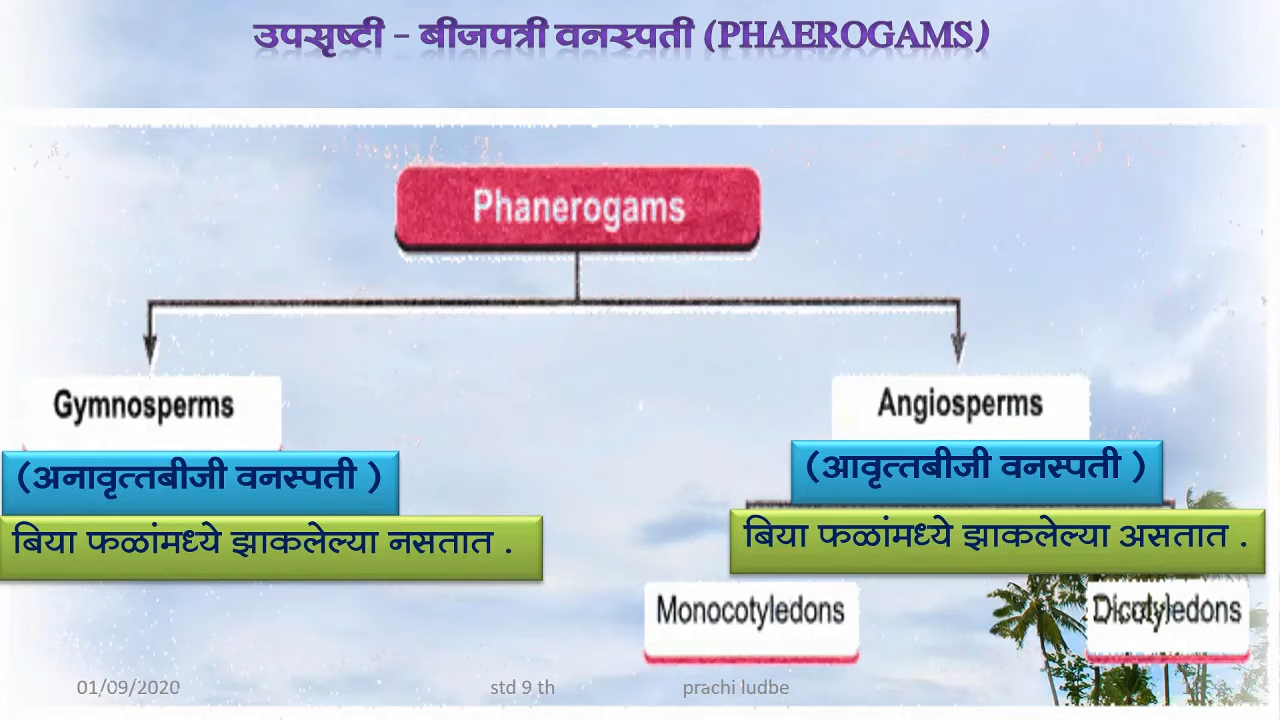 उपसृष्टी - बीजपत्री वनस्पती (PHAEROGAMS)
Phanerogams
Gymnosperms
Angiosperms
(अनावृत्तबीजी वनस्पती )
(आवृत्तबीजी वनस्पती )
बिया फळांमध्ये झाकलेल्या नसतात .
बिया फळांमध्ये झाकलेल्या असतात .
Monocotyledons
Dicotyledons
01/09/2020
std 9 th
prachi ludbe